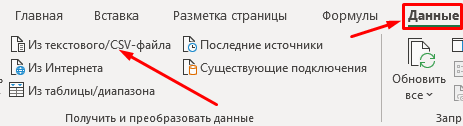 Главная Вставка Разметка страницы Формулы Данные
Из текстового/CSV-файла Последние источники
Из Интернета Существующие подключения
Из таблицы/диапазона
Обновить
все
Получить и преобразовать данные Запр